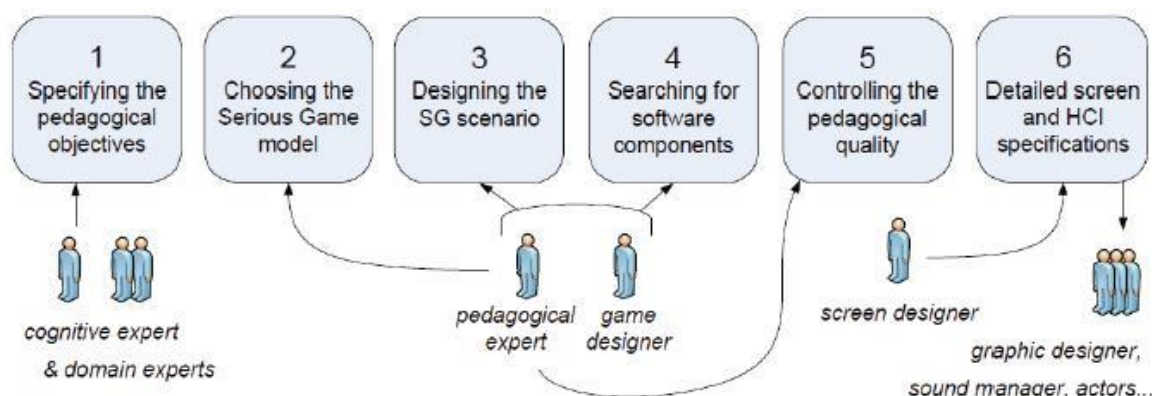 1
Specifying the
pedagogical
objectives
2
Choosing the
Serious Game
model
3
Designing the
SG scenario
4
Searching for
software
components
5
Controlling the
pedagogical
quality
6
Detailed screen
and HCI
specifications
cognitive expert
& domain experts
pedagogical
expert
game
designer
screen designer
graphic designer,
sound manager, actors...